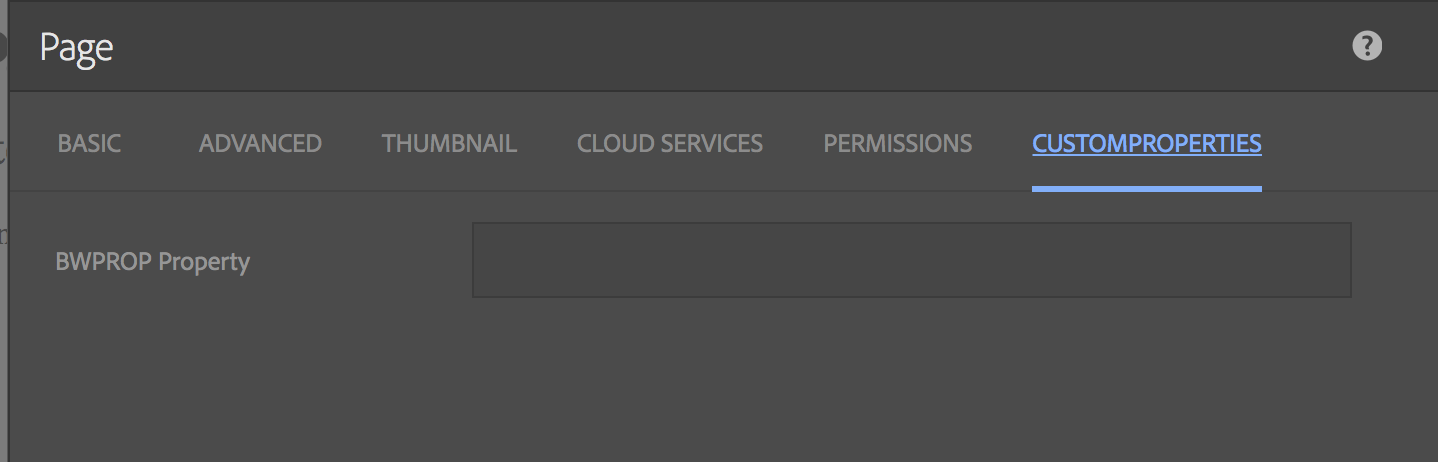 Page
?
BASIC ADVANCED THUMBNAIL CLOUD SERVICES PERMISSIONS CUSTOMPROPERTIES
BWPROP Property